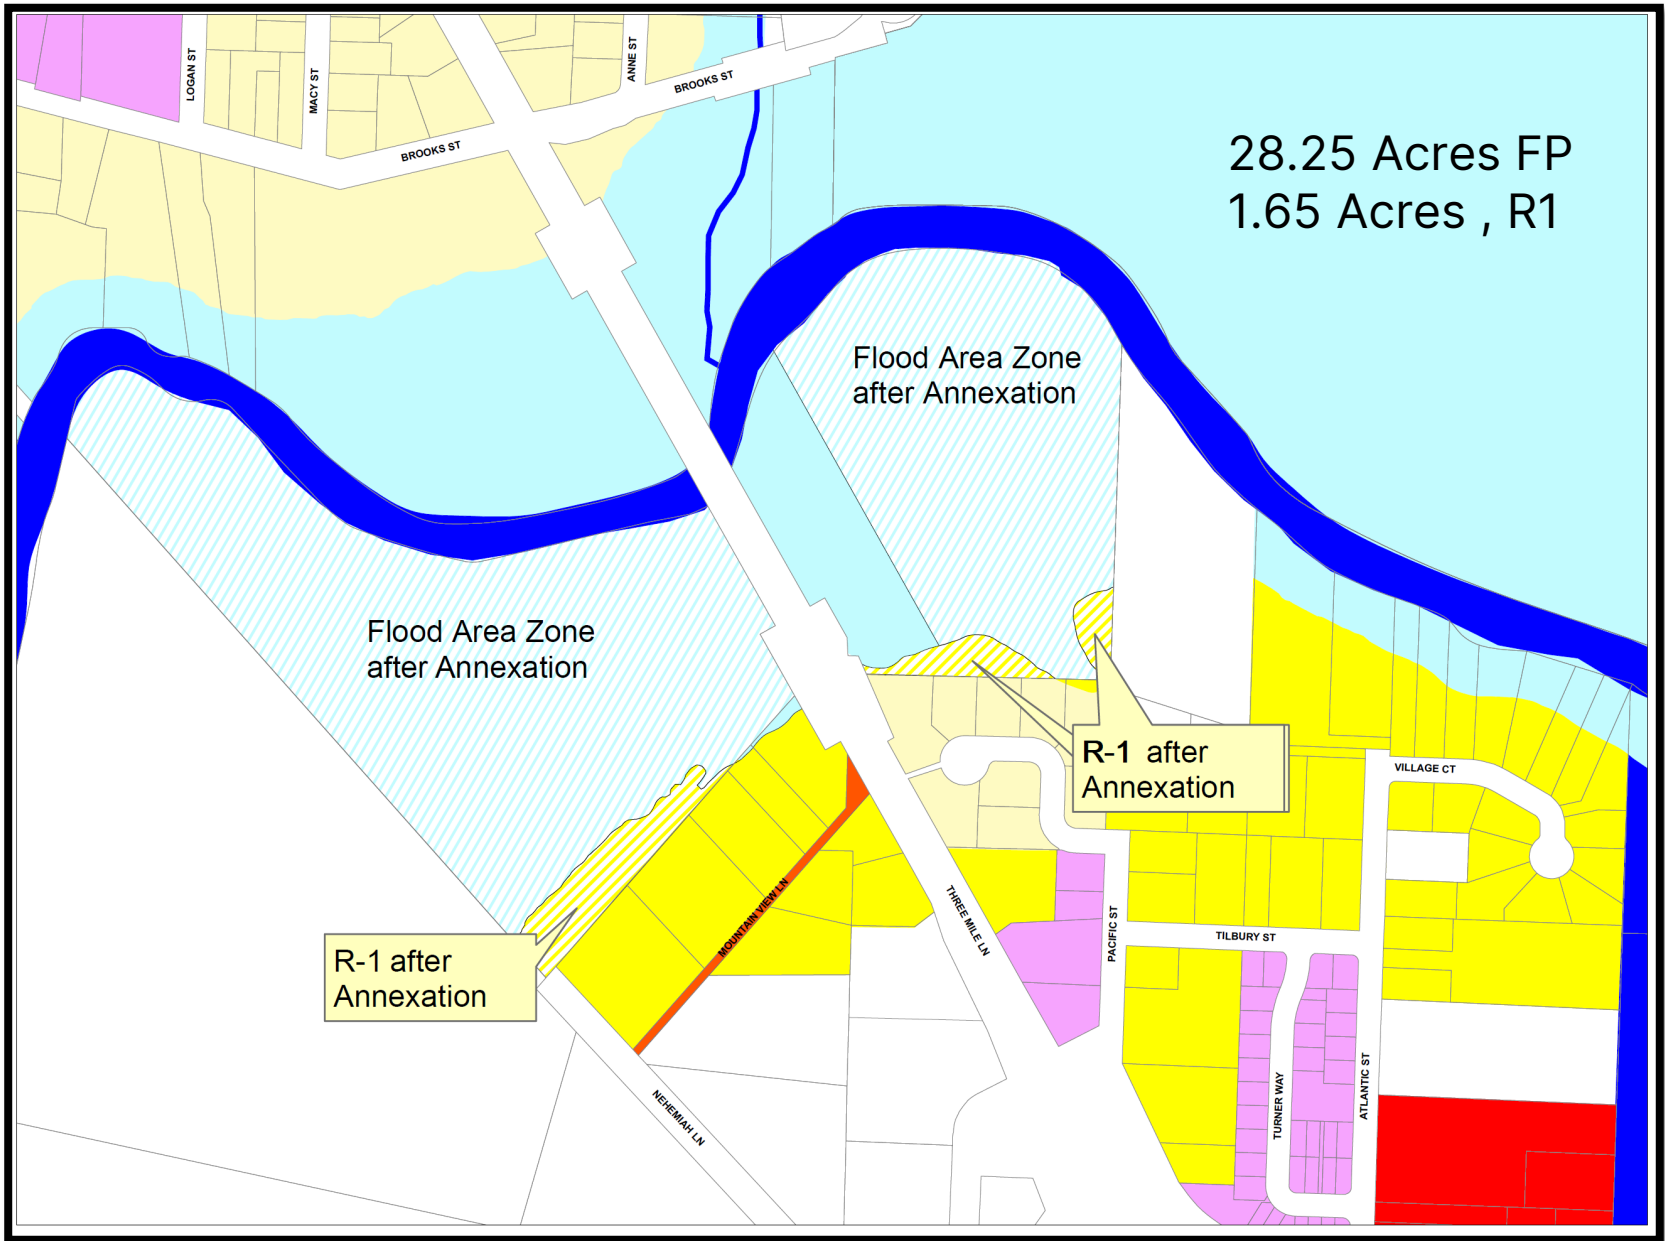 LOGAN ST
MACY ST
ANNE ST
BROOKS ST
BROOKS ST
28.25 Acres FP
1.65 Acres , R1
Flood Area Zone
after Annexation
Flood Area Zone
after Annexation
R-1 after
Annexation
VILLAGE CT
R-1 after
Annexation
MOUNTAIN VIEW LN
THREE MILE LN
PACIFIC ST
TILBURY ST
NEHEMIAH LN
TURNER WAY
ATLANTIC ST